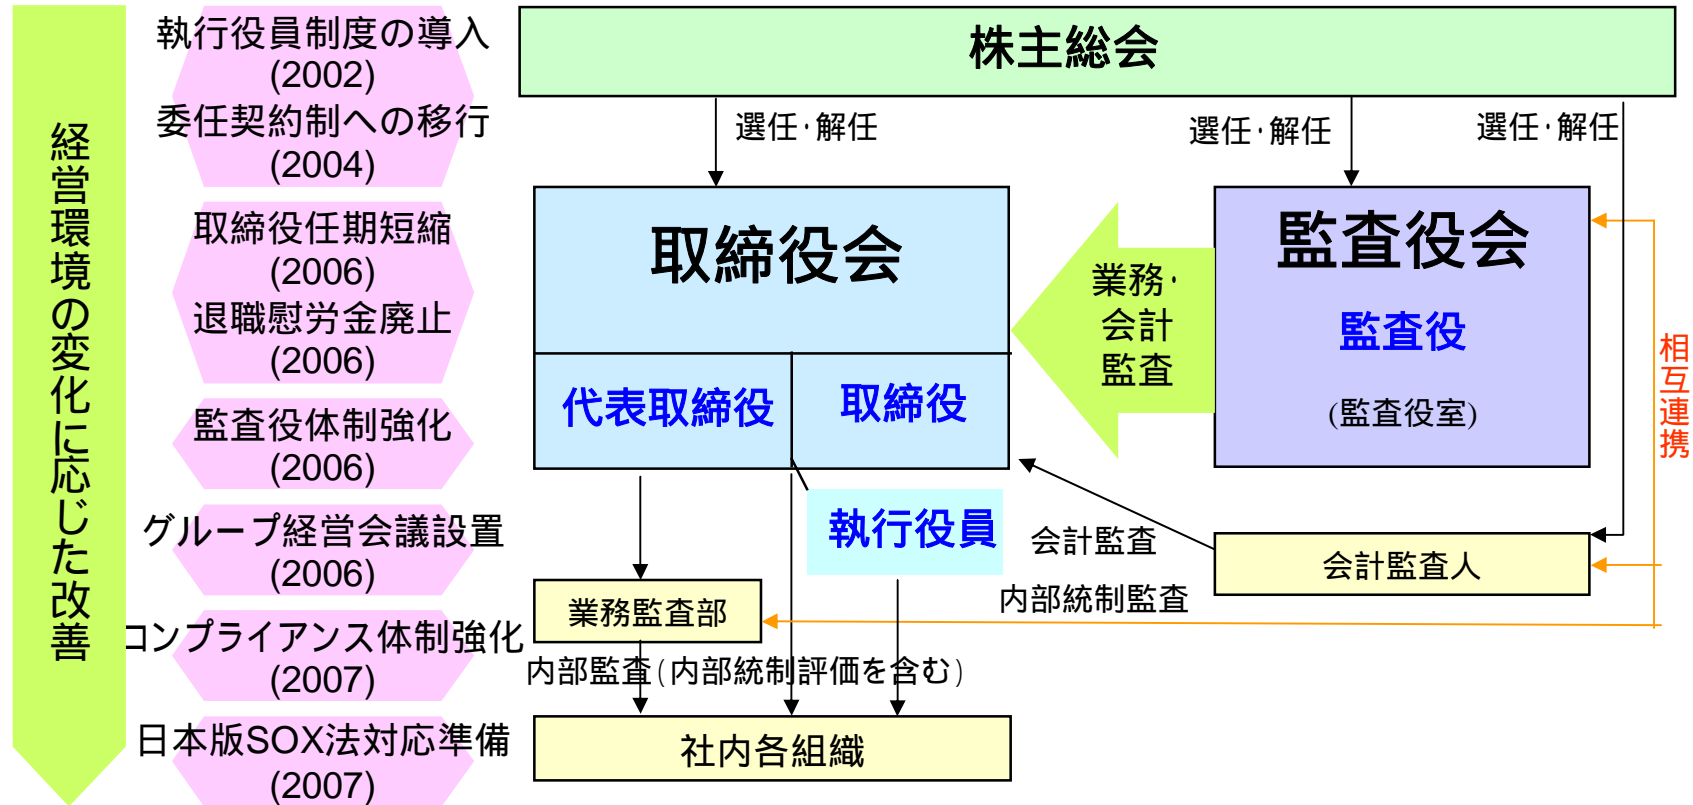 経営環境の変化に応じた改善
執行役員制度の導入
(2002)
委任契約制への移行
(2004)
取締役任期短縮
(2006)
退職慰労金廃止
(2006)
監査役体制強化
(2006)
グループ経営会議設置
(2006)
コンプライアンス体制強化
(2007)
日本版SOX法対応準備
(2007)
株主総会
選任・解任
選任・解任
選任・解任
取締役会
代表取締役
取締役
執行役員
業務・
会計
監査
監査役会
監査役
(監査役室)
相互連携
会計監査
会計監査人
内部統制監査
業務監査部
内部監査(内部統制評価を含む)
社内各組織